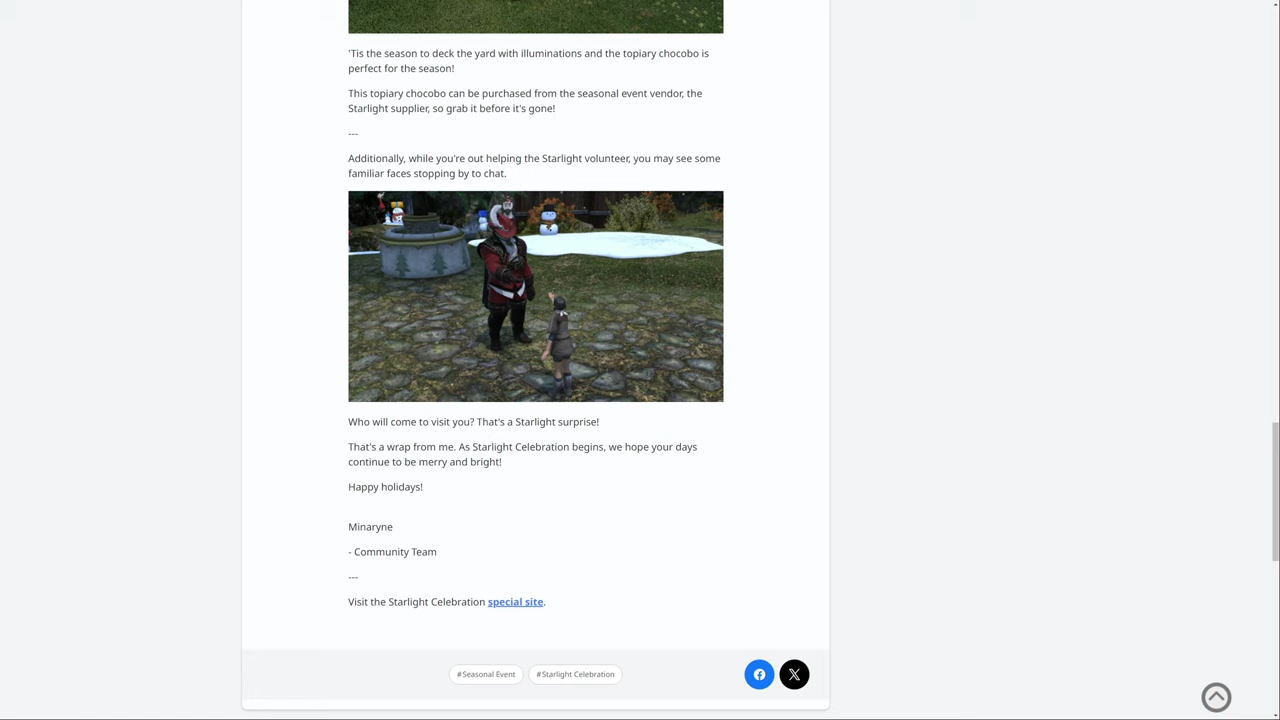 'Tis the season to deck the yard with illuminations and the topiary chocobo is
perfect for the season!
This topiary chocobo can be purchased from the seasonal event vendor, the
Starlight supplier, so grab it before it's gone!
---
Additionally, while you're out helping the Starlight volunteer, you may see some
familiar faces stopping by to chat.
Who will come to visit you? That's a Starlight surprise!
That's a wrap from me. As Starlight Celebration begins, we hope your days
continue to be merry and bright!
Happy holidays!
Minaryne
- Community Team
---
Visit the Starlight Celebration special site.
#Seasonal Event
#Starlight Celebration